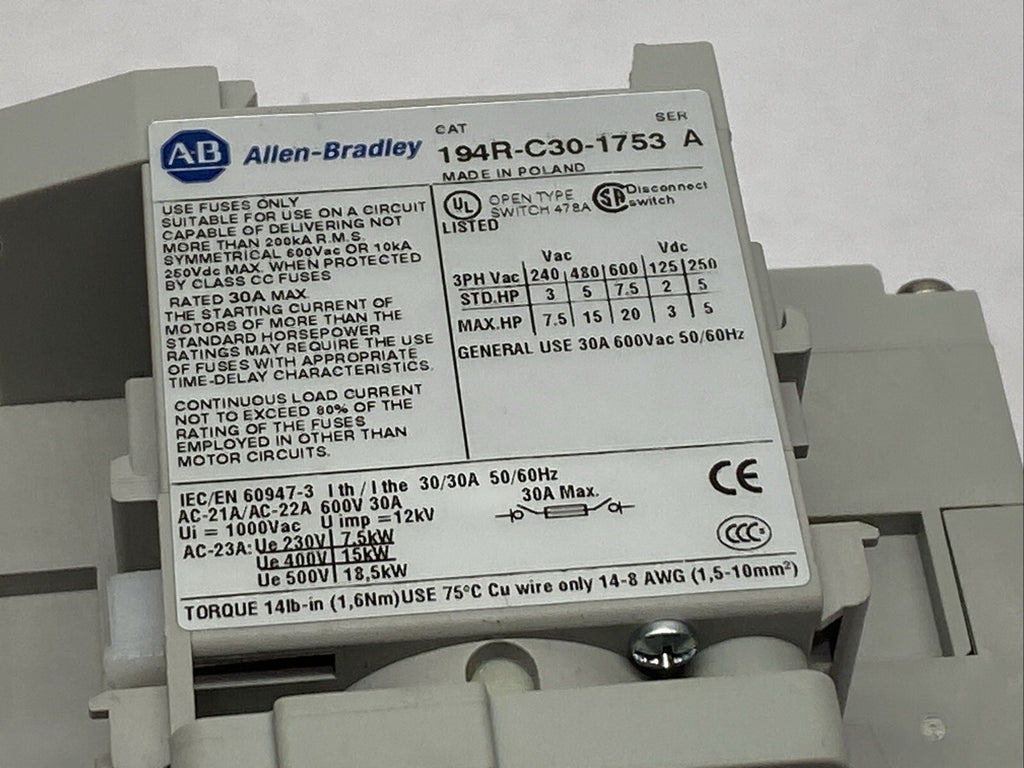 A-B Allen-Bradley
CAT SER
194R-C30-1753 A
MADE IN POLAND
USE FUSES ONLY
SUITABLE FOR USE ON A CIRCUIT
CAPABLE OF DELIVERING NOT
MORE THAN 200kA R.M.S.
SYMMETRICAL 600Vac OR 10kA
250Vdc MAX. WHEN PROTECTED
BY CLASS CC FUSES
RATED 30A MAX.
THE STARTING CURRENT OF
MOTORS OF MORE THAN THE
STANDARD HORSEPOWER
RATINGS MAY REQUIRE THE USE
OF FUSES WITH APPROPRIATE
TIME-DELAY CHARACTERISTICS.
CONTINUOUS LOAD CURRENT
NOT TO EXCEED 80% OF THE
RATING OF THE FUSES
EMPLOYED IN OTHER THAN
MOTOR CIRCUITS.
UL OPEN TYPE
SWITCH 478A
LISTED
SA Disconnect
switch
Vac Vdc
3PH Vac 240 480 600 125 250
STD.HP 3 5 7.5 2 5
MAX.HP 7.5 15 20 3 5
GENERAL USE 30A 600Vac 50/60Hz
IEC/EN 60947-3 I th / I the 30/30A 50/60Hz
AC-21A/AC-22A 600V 30A
Ui = 1000Vac U imp =12kV
AC-23A: Ue 230V 7.5kW
Ue 400V 15kW
Ue 500V 18,5kW
30A Max.
CE
CCC S
TORQUE 14lb-in (1,6Nm) USE 75°C Cu wire only 14-8 AWG (1,5-10mm²)